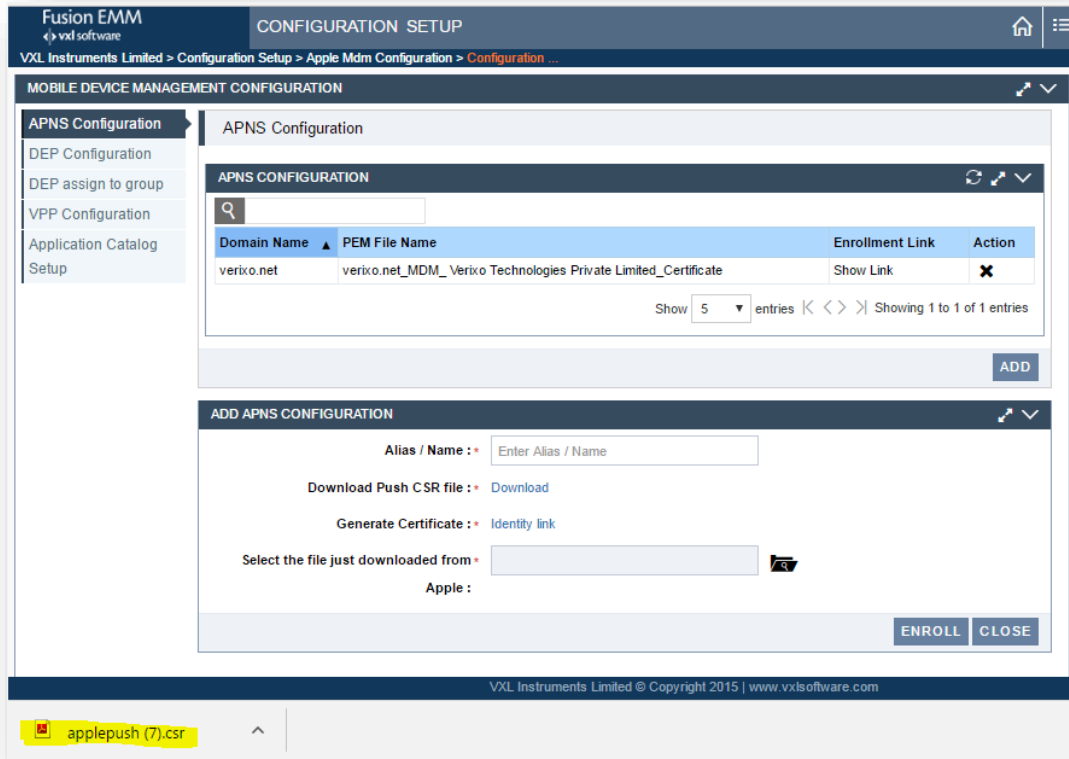 Fusion EMM
vxlsoftware
CONFIGURATION SETUP
VXL Instruments Limited > Configuration Setup > Apple Mdm Configuration > Configuration ...
MOBILE DEVICE MANAGEMENT CONFIGURATION
APNS Configuration
DEP Configuration
DEP assign to group
VPP Configuration
Application Catalog
Setup
APNS Configuration
APNS CONFIGURATION
Domain Name ▲ PEM File Name Enrollment Link Action
verixo.net verixo.net_MDM_ Verixo Technologies Private Limited_Certificate Show Link
Show 5 entries Showing 1 to 1 of 1 entries
ADD
ADD APNS CONFIGURATION
Alias / Name : * Enter Alias / Name
Download Push CSR file : * Download
Generate Certificate : * Identity link
Select the file just downloaded from *
Apple :
ENROLL CLOSE
VXL Instruments Limited © Copyright 2015 | www.vxlsoftware.com
applepush (7).csr